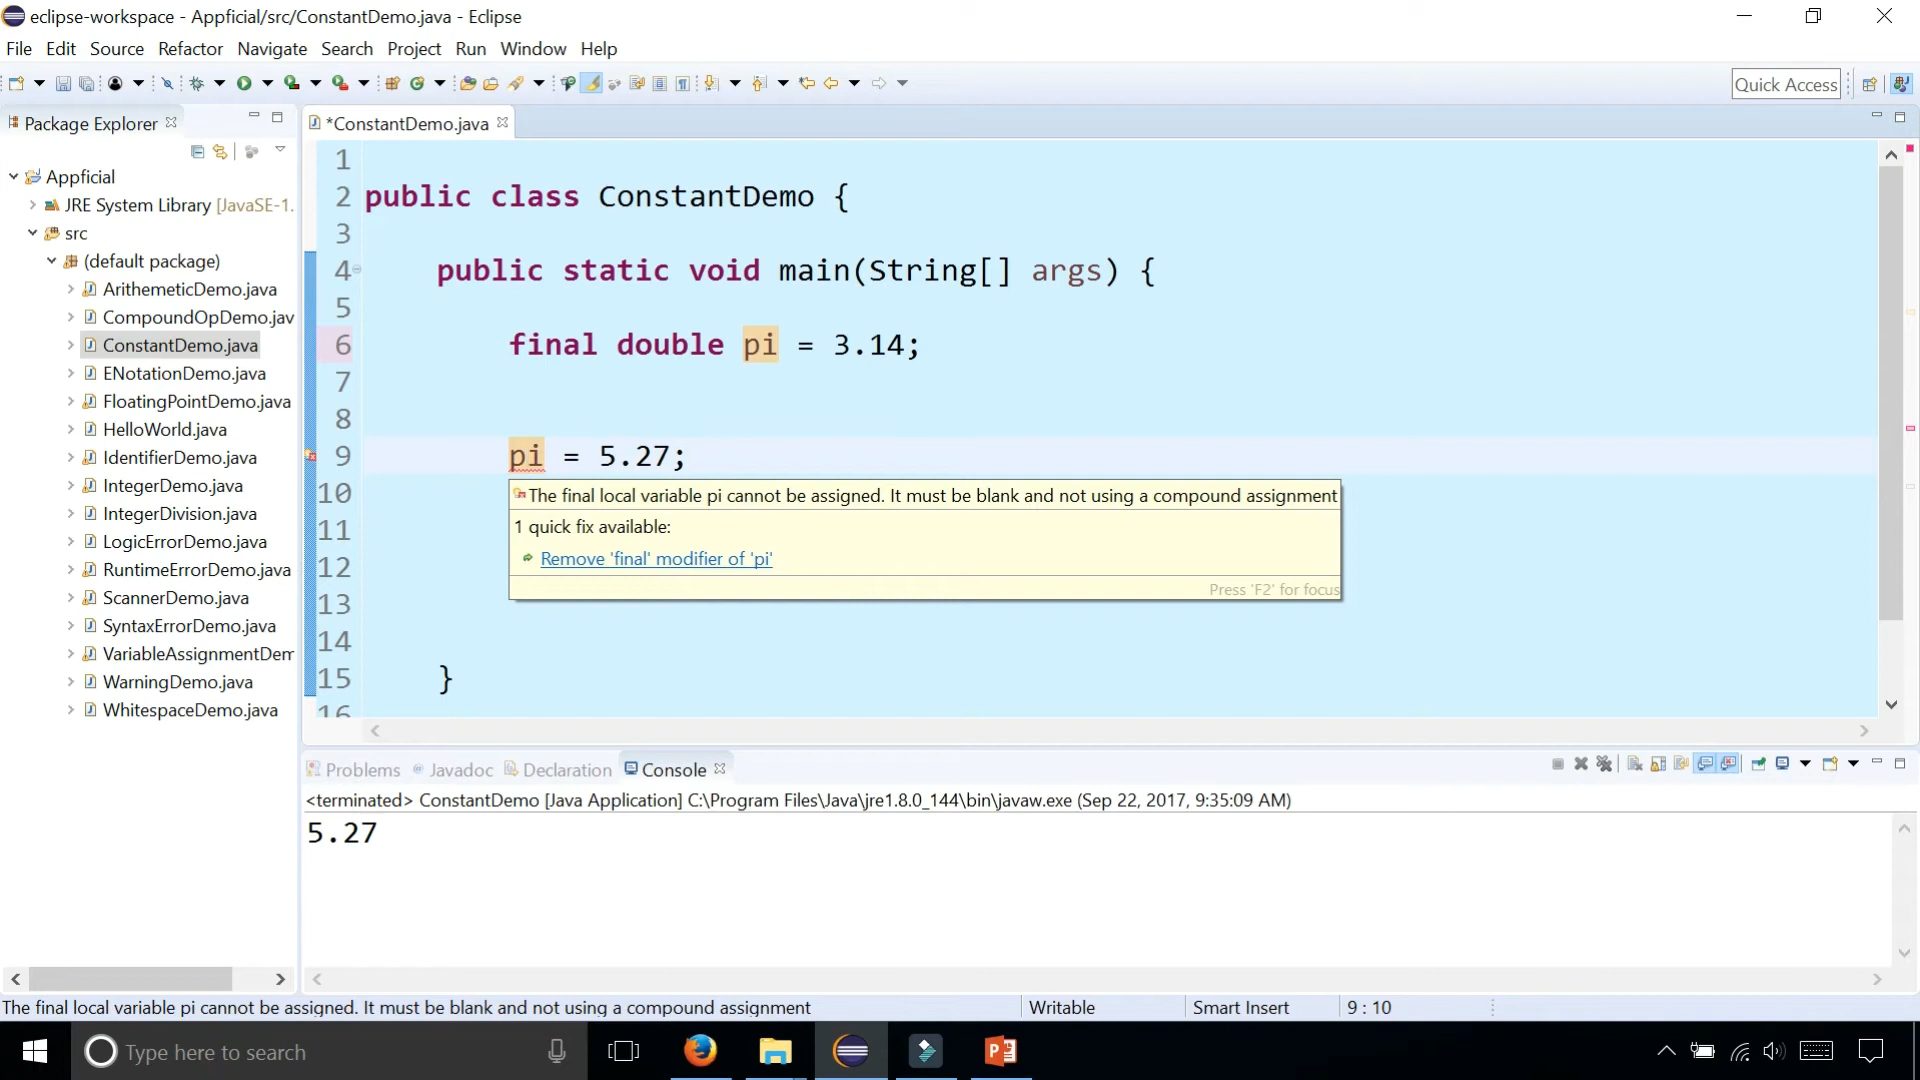 eclipse-workspace - Appficial/src/ConstantDemo.java - Eclipse
File Edit Source Refactor Navigate Search Project Run Window Help
Quick Access
Package Explorer
*ConstantDemo.java
Appficial
JRE System Library [JavaSE-1.
src
(default package)
ArithemeticDemo.java
CompoundOpDemo.jav
ConstantDemo.java
ENotationDemo.java
FloatingPointDemo.java
HelloWorld.java
IdentifierDemo.java
IntegerDemo.java
IntegerDivision.java
LogicErrorDemo.java
RuntimeErrorDemo.java
ScannerDemo.java
SyntaxErrorDemo.java
VariableAssignmentDem
WarningDemo.java
WhitespaceDemo.java
1
2 public class ConstantDemo {
3
4 public static void main(String[] args) {
5
6 final double pi = 3.14;
7
8
9 pi = 5.27;
10
11
12
13
14
15 }
16
The final local variable pi cannot be assigned. It must be blank and not using a compound assignment
1 quick fix available:
Remove 'final' modifier of 'pi'
Press 'F2' for focus
Problems Javadoc Declaration Console
<terminated> ConstantDemo [Java Application] C:\Program Files\Java\jre1.8.0_144\bin\javaw.exe (Sep 22, 2017, 9:35:09 AM)
5.27
The final local variable pi cannot be assigned. It must be blank and not using a compound assignment Writable Smart Insert 9 : 10
Type here to search